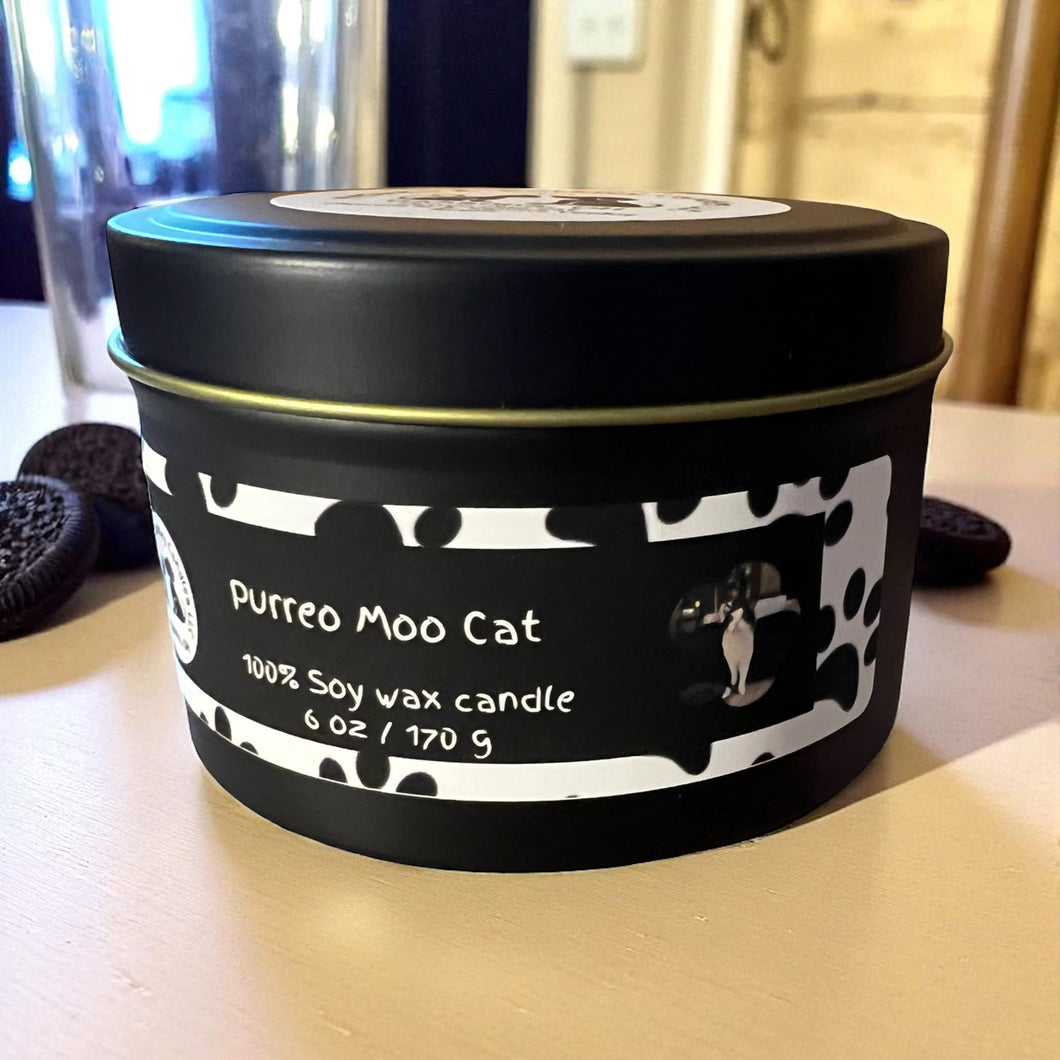 Purreo Moo Cat
100% Soy wax candle
6 oz / 170 g